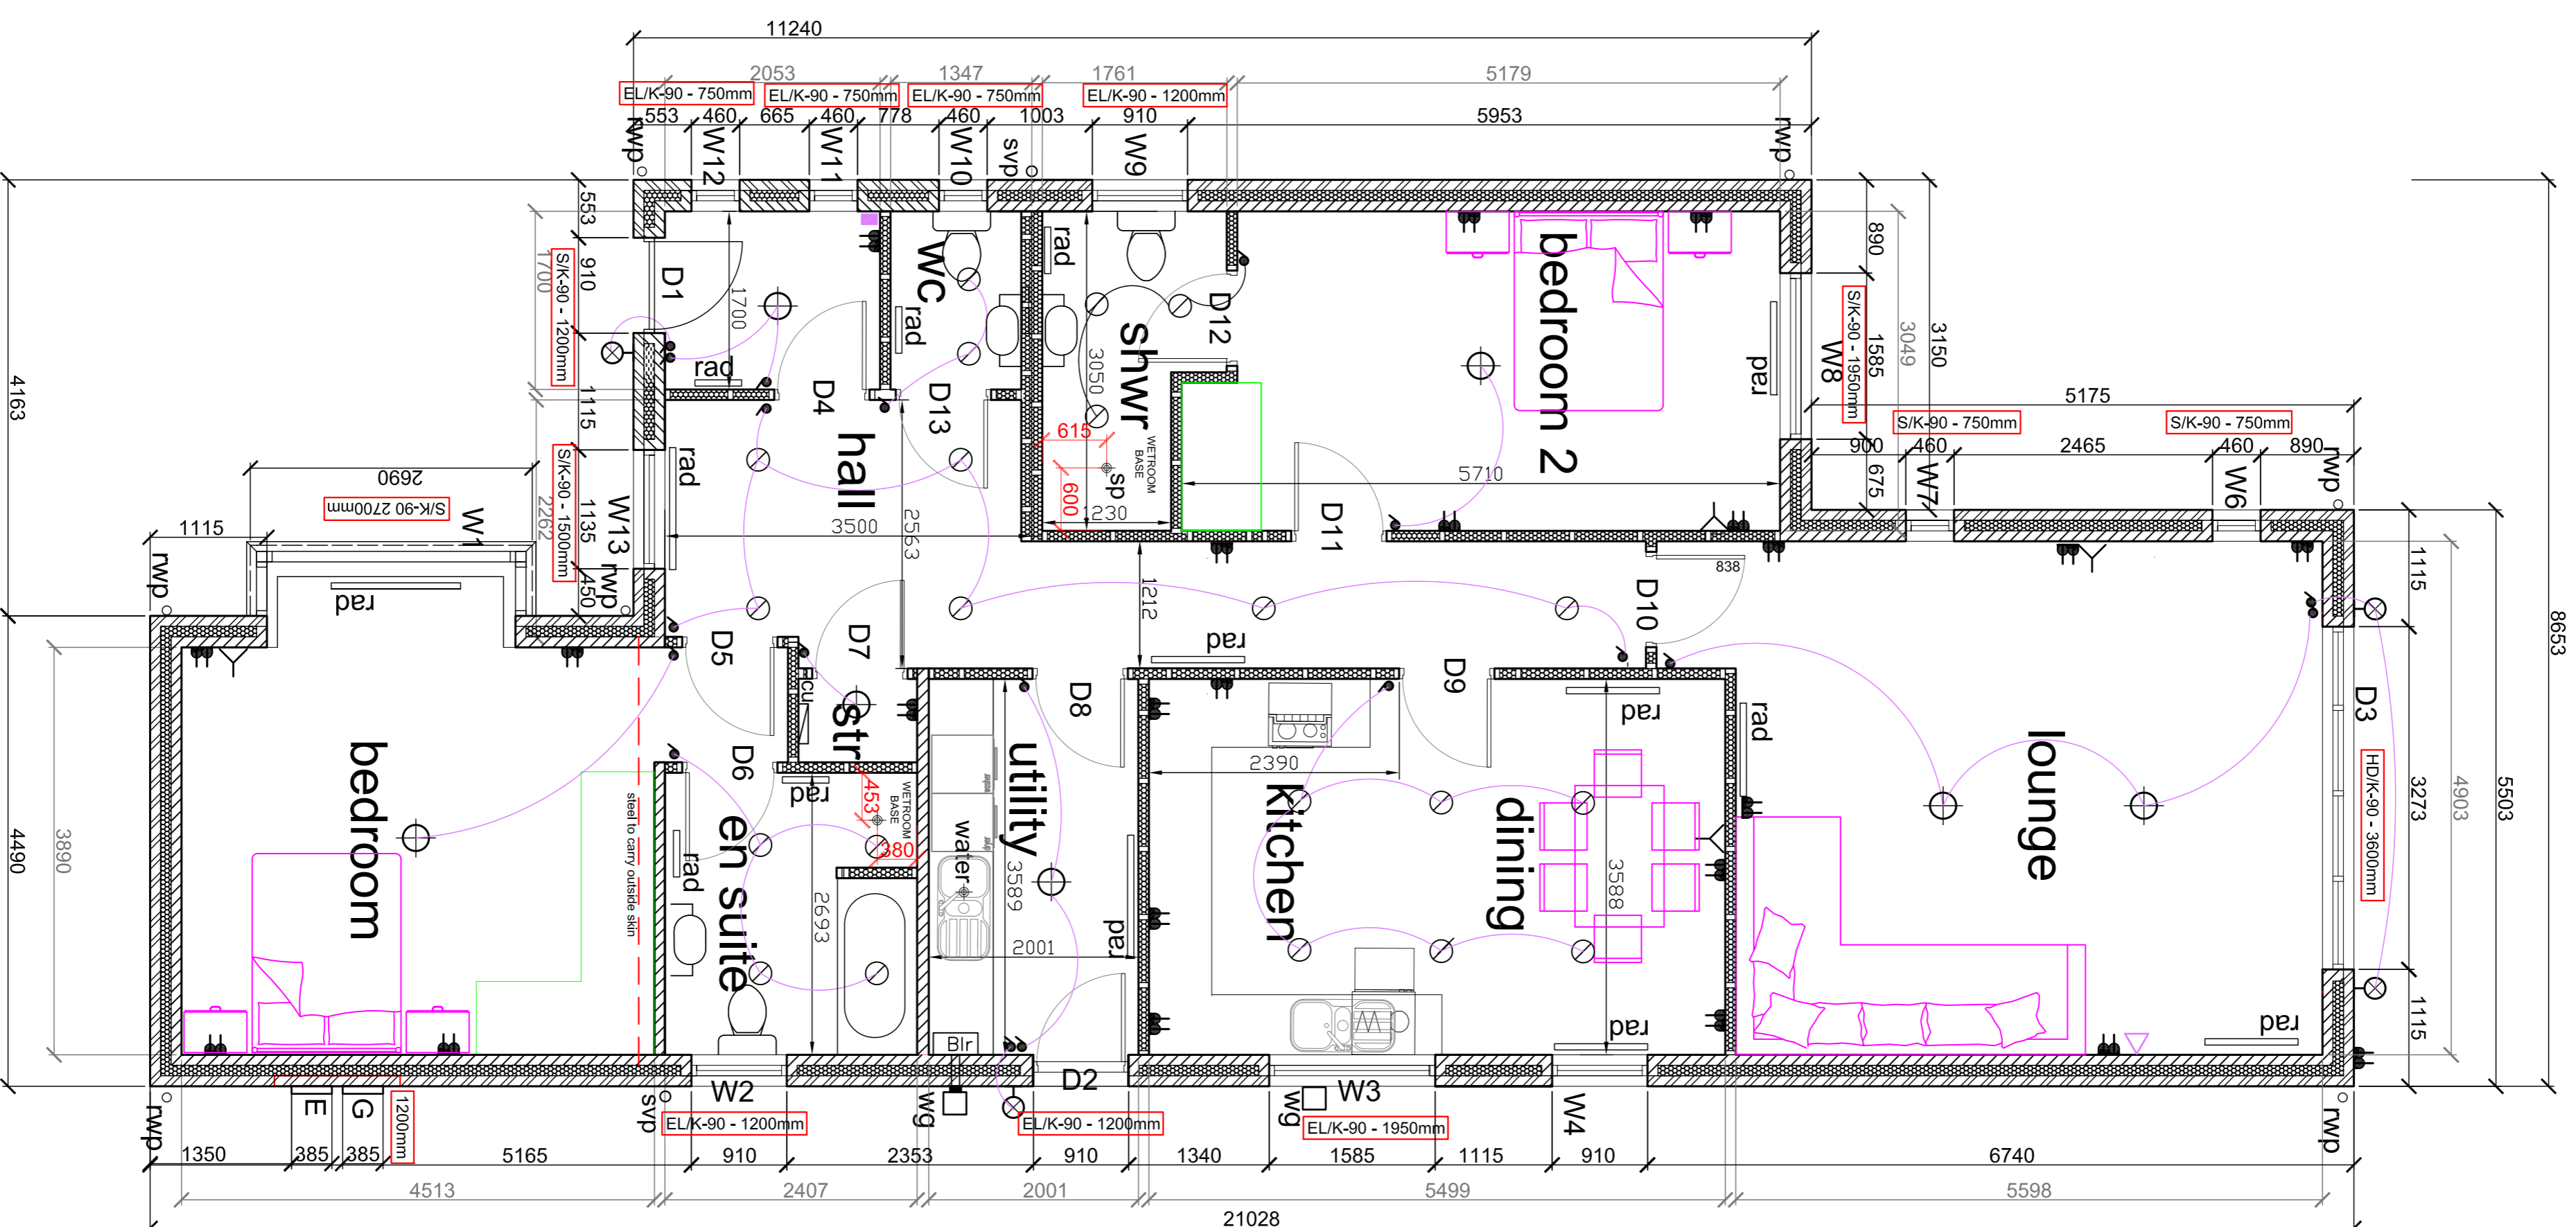 11240
2053
1347
1761
5179
EL/K-90 - 750mm
EL/K-90 - 750mm
EL/K-90 - 750mm
EL/K-90 - 1200mm
553
460
665
460
778
460
1003
910
5953
rwp
W12
W11
W10
svp
W9
rwp
4163
553
910
1115
1135
450
1700
2262
S/K-90 - 1200mm
S/K-90 - 1500mm
D1
1700
rad
D4
wc
rad
D13
hall
3500
2563
rad
W13
rwp
rad
shwr
3050
D12
615
600
sp
WETROOM
BASE
1230
bedroom 2
5710
D11
rad
890
1585
675
W8
S/K-90 - 1950mm
3049
3150
5175
S/K-90 - 750mm
S/K-90 - 750mm
900
460
2465
460
890
W7
W6
rwp
8653
5503
1115
3273
1115
4903
D3
HD/K-90 - 3600mm
2690
S/K-90 2700mm
W1
1115
rwp
rad
D5
D7
cu
str
1212
rad
D10
838
D8
D9
D6
rad
rad
453
380
WETROOM
BASE
en suite
2693
utility
water
3589
2001
rad
Blr
kitchen
2390
dining
3588
rad
rad
rad
lounge
rad
bedroom
steel to carry outside skin
4490
3890
rwp
E
G
1200mm
svp
W2
EL/K-90 - 1200mm
wg
D2
EL/K-90 - 1200mm
wg
W3
EL/K-90 - 1950mm
W4
rwp
1350
385
385
5165
910
2353
910
1340
1585
1115
910
6740
4513
2407
2001
5499
5598
21028